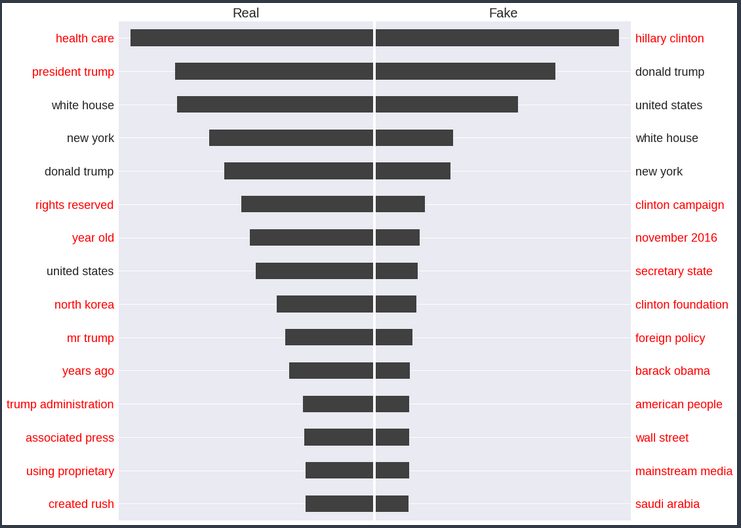 Real Fake
health care hillary clinton
president trump donald trump
white house united states
new york white house
donald trump new york
rights reserved clinton campaign
year old november 2016
united states secretary state
north korea clinton foundation
mr trump foreign policy
years ago barack obama
trump administration american people
associated press wall street
using proprietary mainstream media
created rush saudi arabia